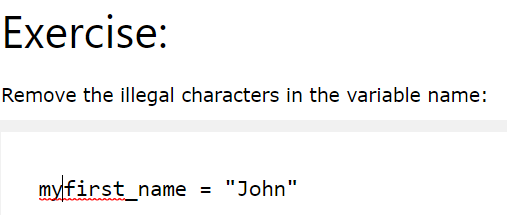 Exercise:
Remove the illegal characters in the variable name:
myfirst_name = "John"